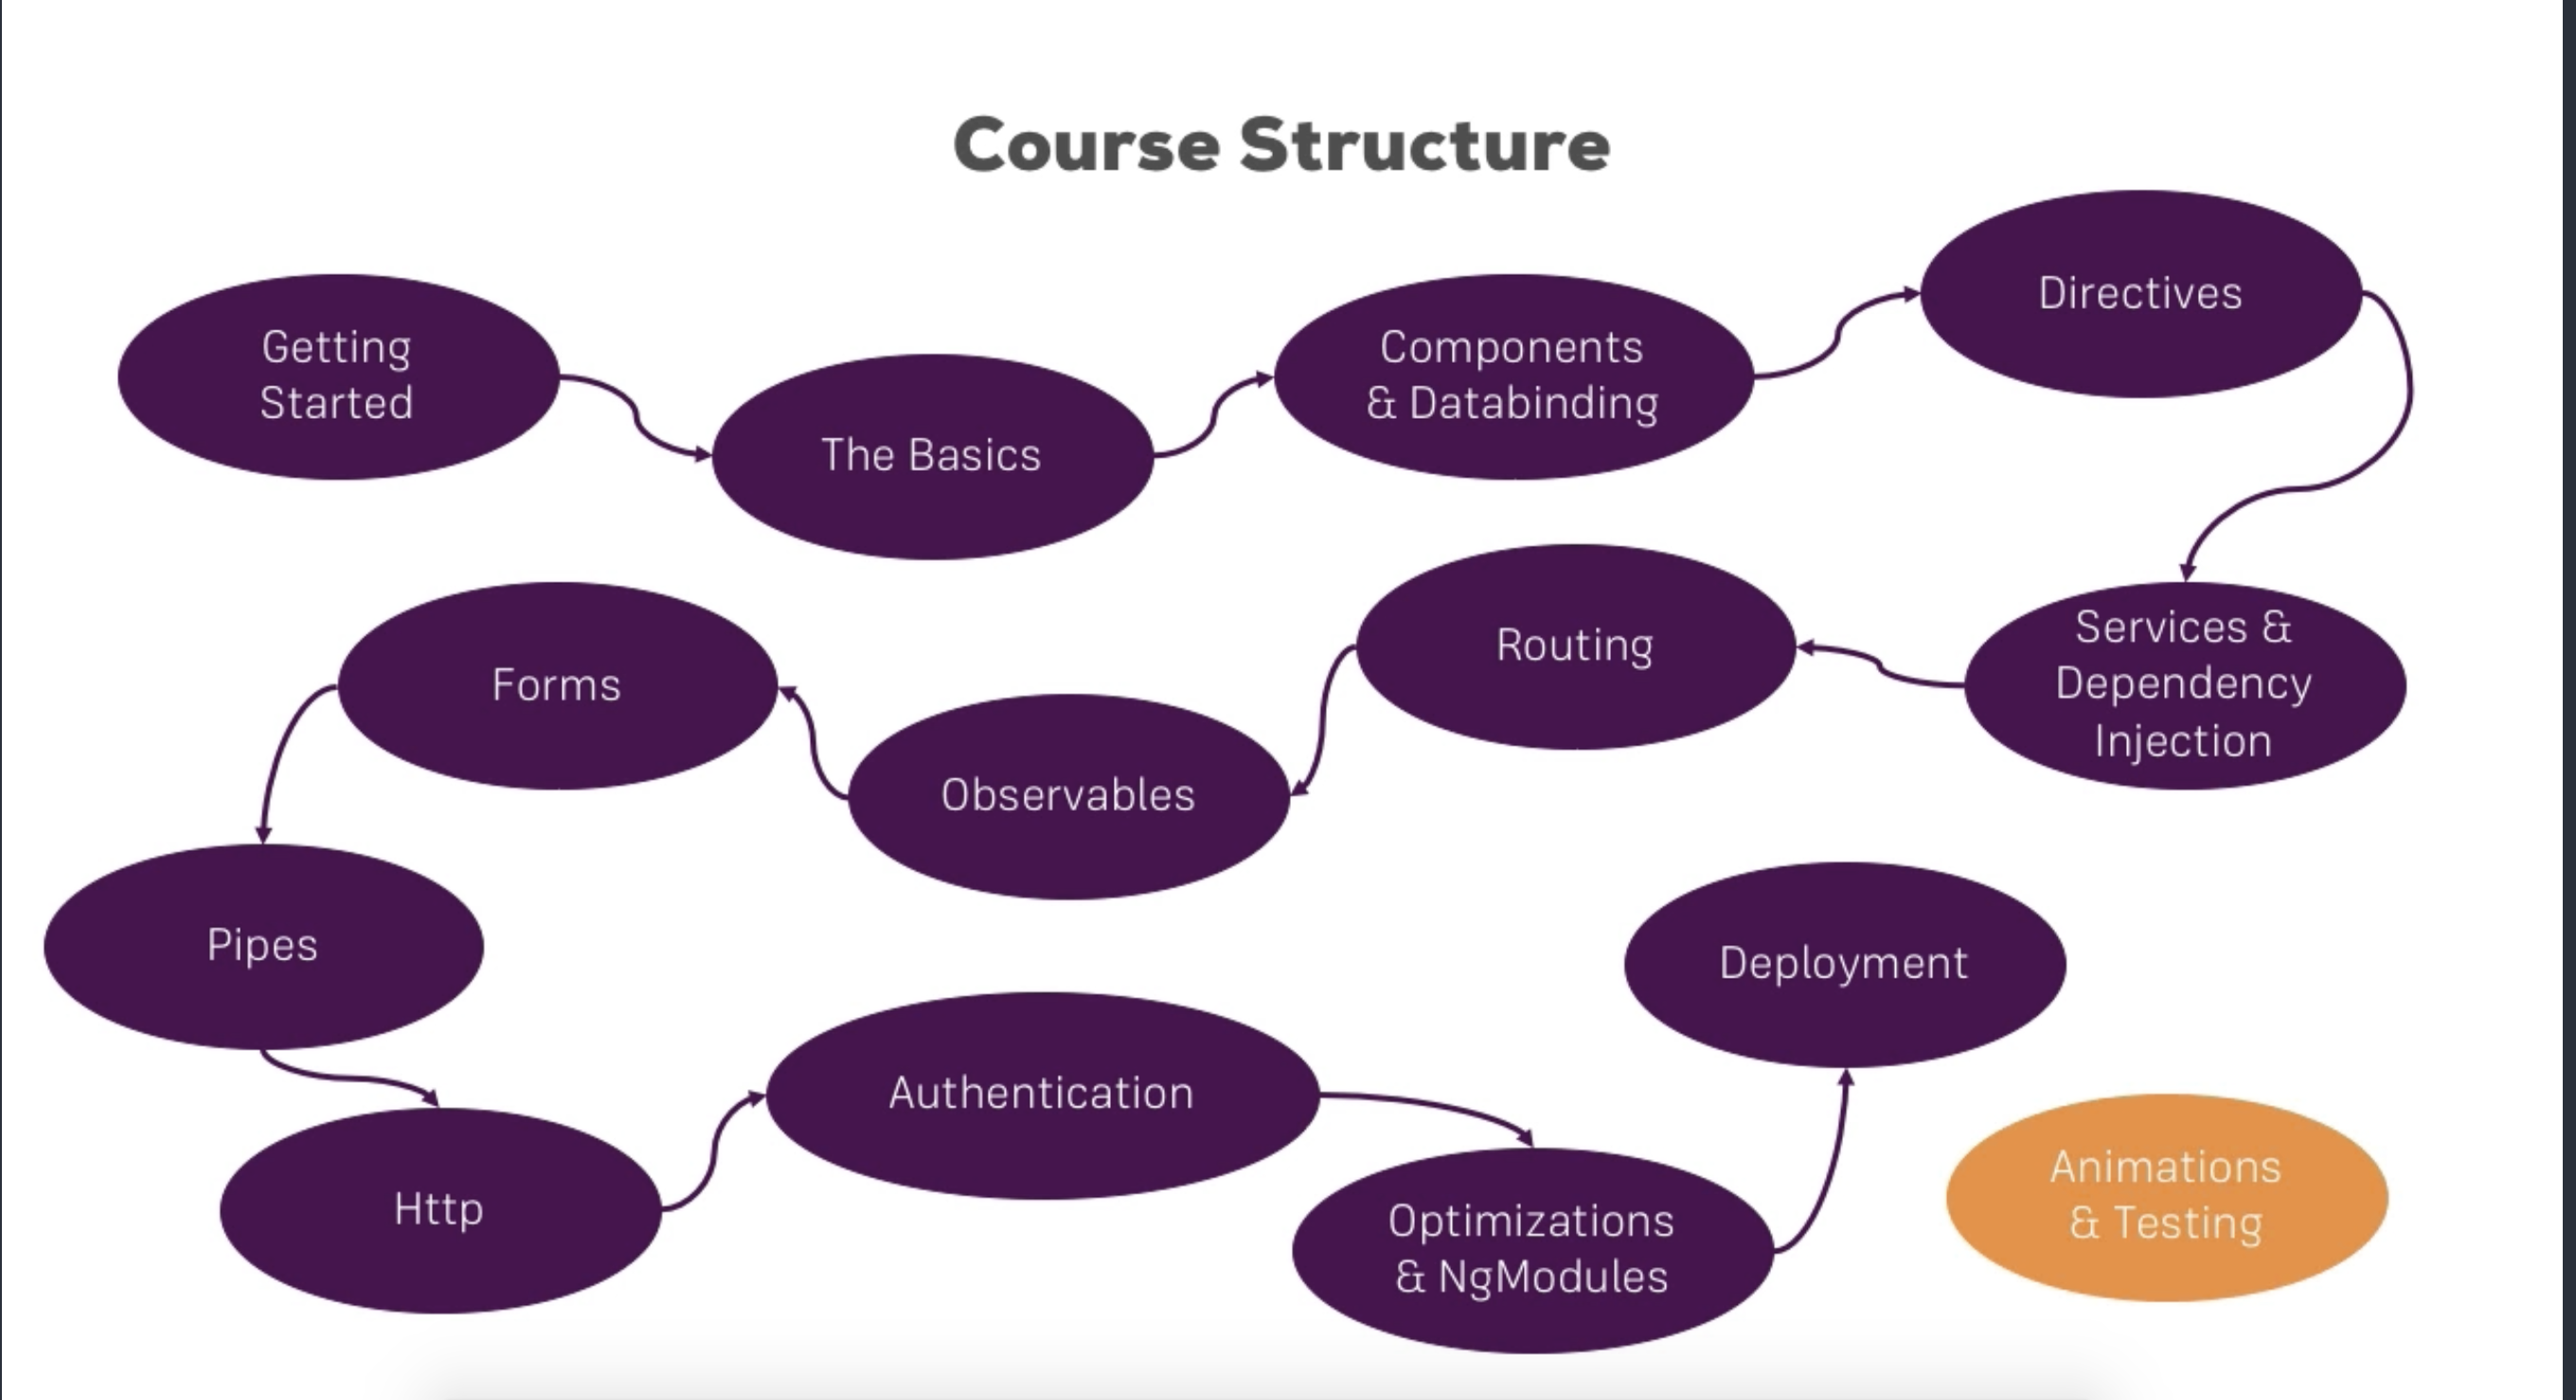 Course Structure
Getting
Started
The Basics
Components
& Databinding
Directives
Services &
Dependency
Injection
Routing
Observables
Forms
Pipes
Http
Authentication
Optimizations
& NgModules
Deployment
Animations
& Testing